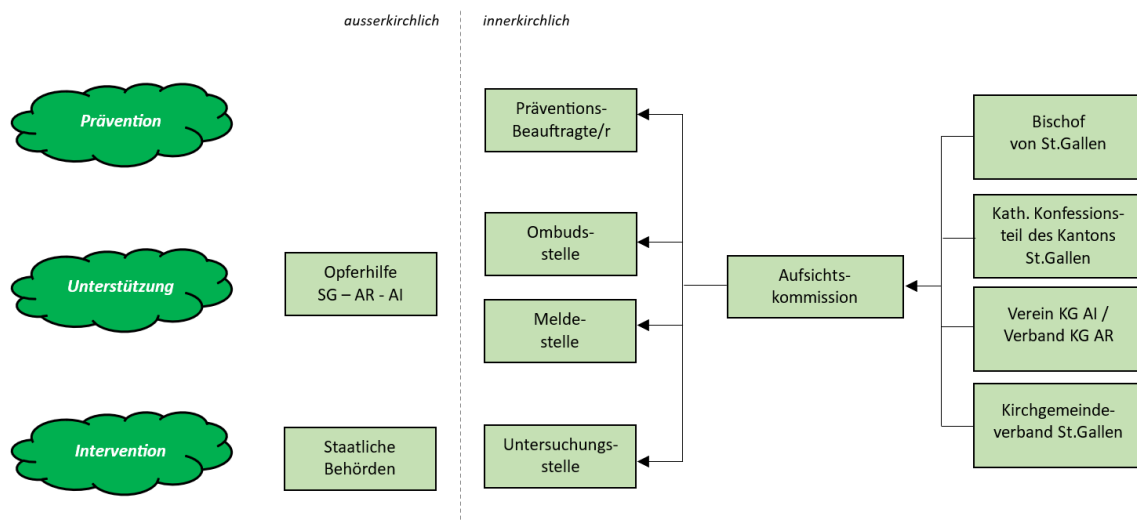 ausserkirchlich
innerkirchlich
Prävention
Präventions-
Beauftragte/r
Bischof
von St.Gallen
Ombuds-
stelle
Kath. Konfessions-
teil des Kantons
St.Gallen
Unterstützung
Opferhilfe
SG – AR - AI
Aufsichts-
kommission
Melde-
stelle
Verein KG AI /
Verband KG AR
Intervention
Staatliche
Behörden
Untersuchungs-
stelle
Kirchgemeinde-
verband St.Gallen